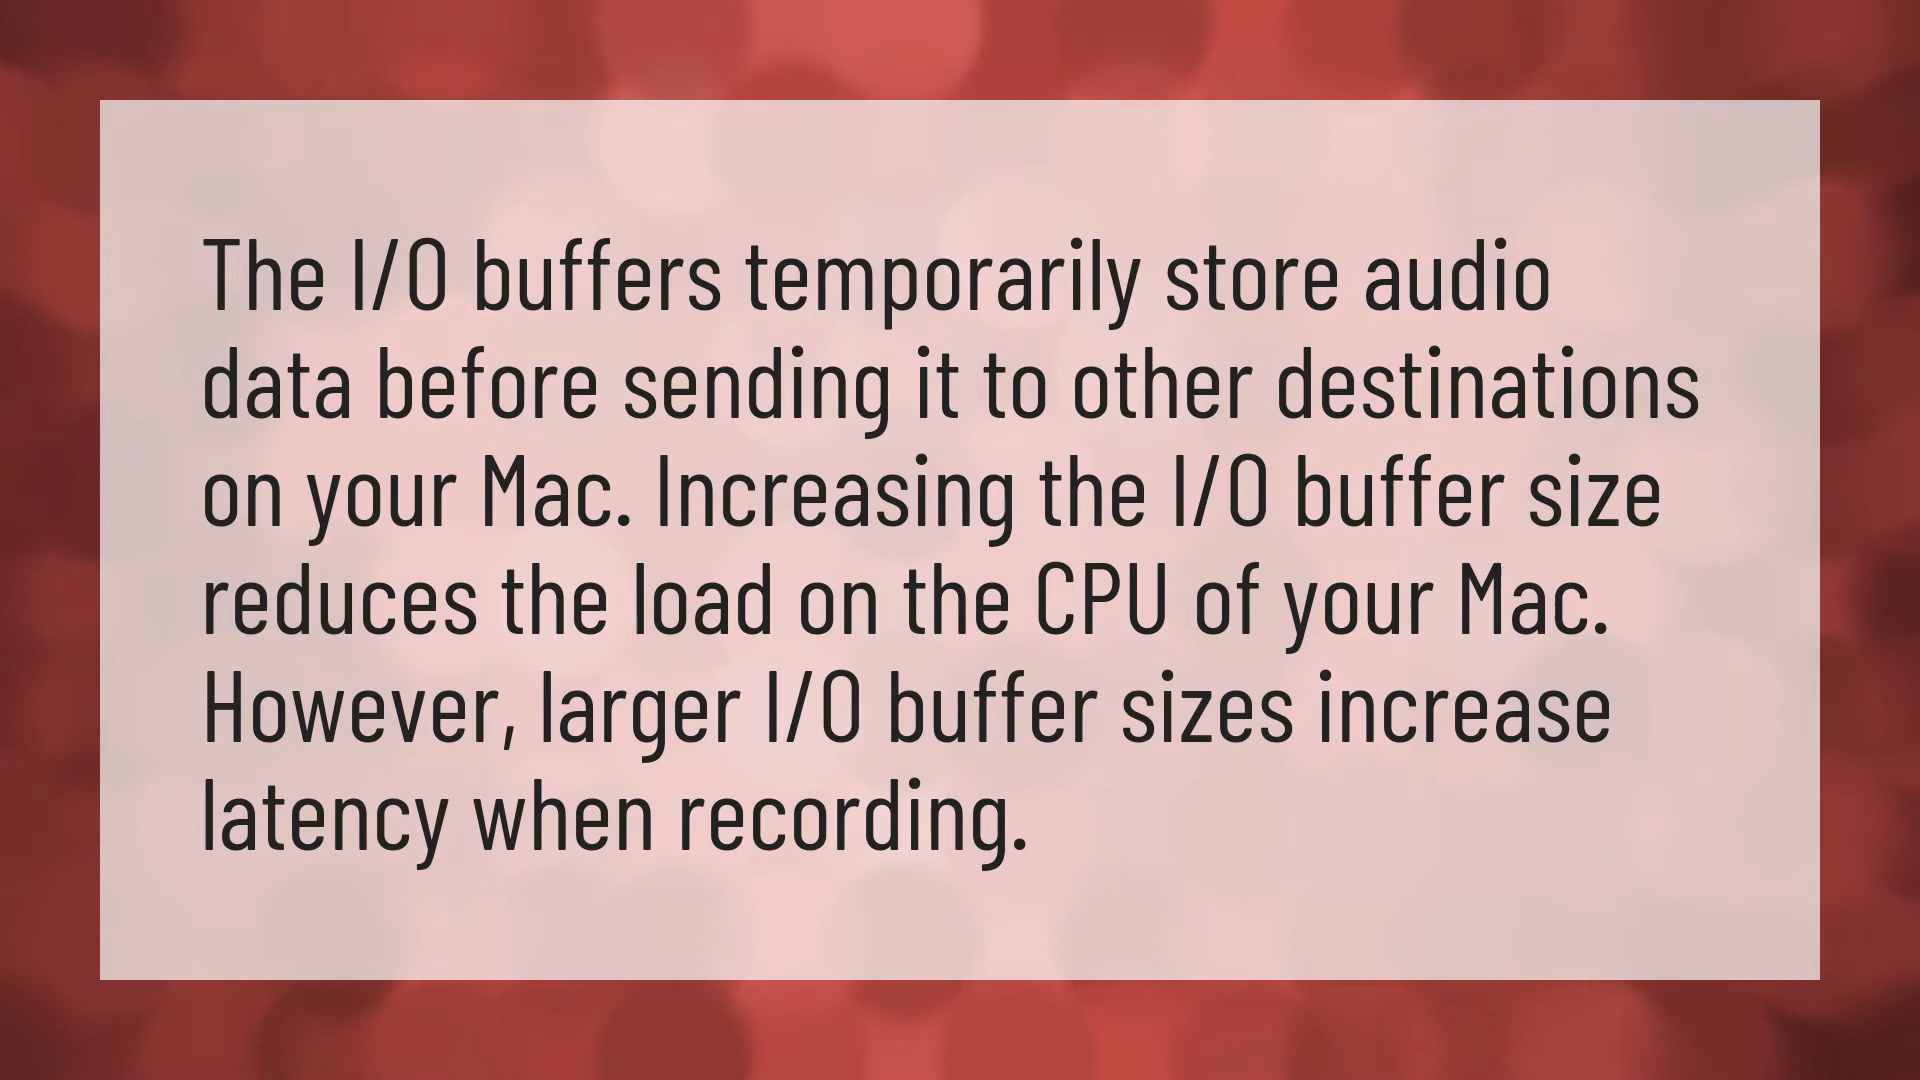 The I/O buffers temporarily store audio
data before sending it to other destinations
on your Mac. Increasing the I/O buffer size
reduces the load on the CPU of your Mac.
However, larger I/O buffer sizes increase
latency when recording.